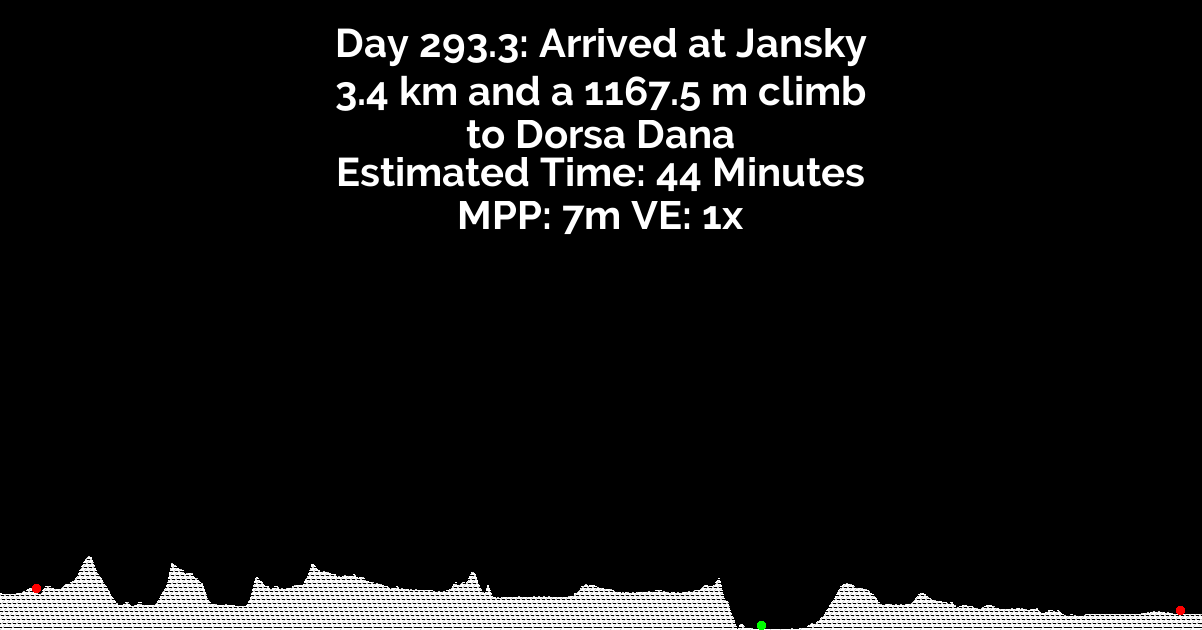 Day 293.3: Arrived at Jansky
3.4 km and a 1167.5 m climb
to Dorsa Dana
Estimated Time: 44 Minutes
MPP: 7m VE: 1x